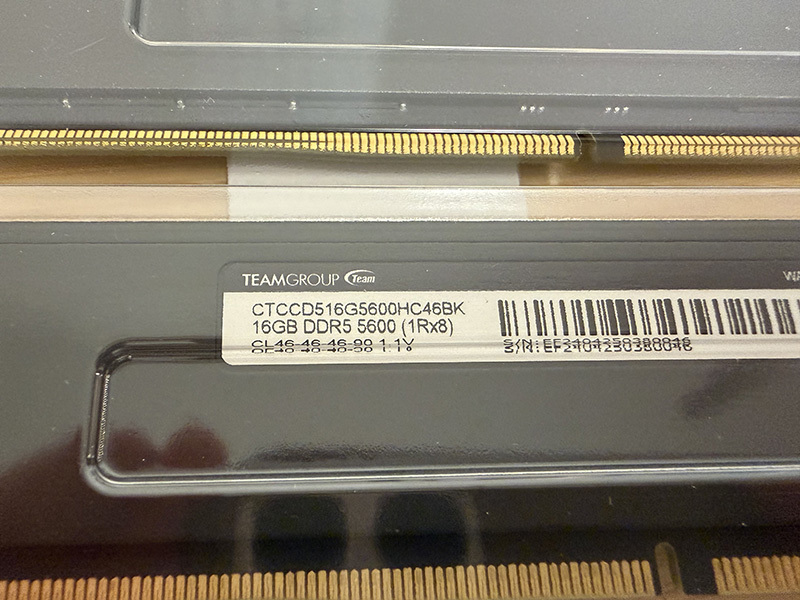 TEAMGROUP Team
CTCCD516G5600HC46BK
16GB DDR5 5600 (1Rx8)
CL46-46-46-90 1.1V
S/N: